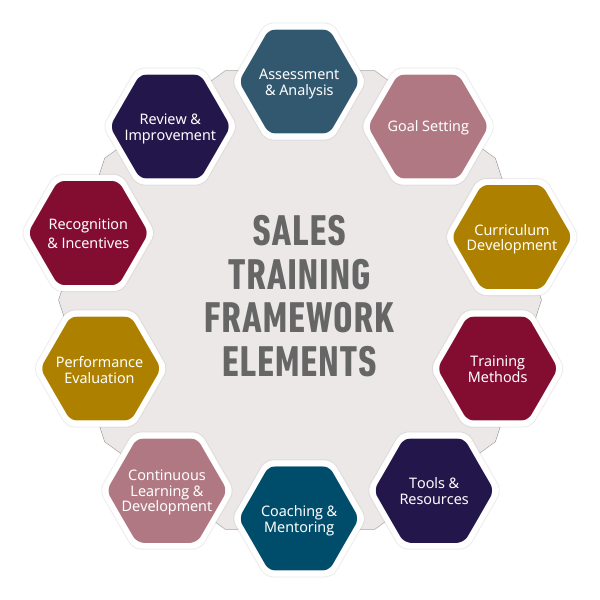 Assessment
& Analysis
Goal Setting
Curriculum
Development
Training
Methods
Tools &
Resources
Coaching &
Mentoring
Continuous
Learning &
Development
Performance
Evaluation
Recognition
& Incentives
Review &
Improvement
SALES
TRAINING
FRAMEWORK
ELEMENTS